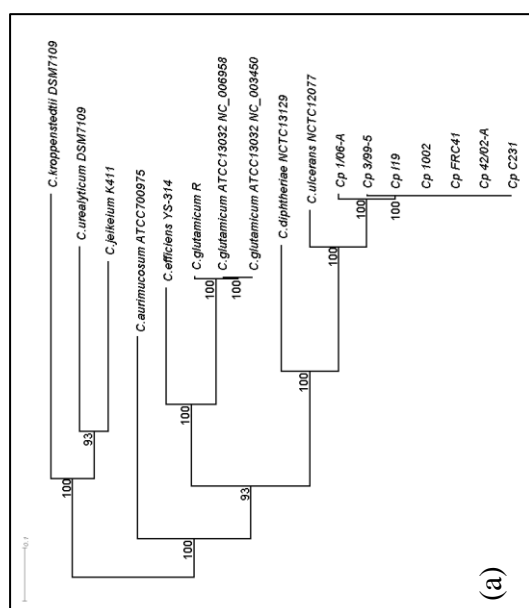 0.1
C.kroppenstedtii DSM7109
C.urealyticum DSM7109
C.jeikeium K411
C.aurimucosum ATCC700975
C.efficiens YS-314
C.glutamicum R
C.glutamicum ATCC13032 NC_006958
C.glutamicum ATCC13032 NC_003450
C.diphtheriae NCTC13129
C.ulcerans NCTC12077
Cp 1/06-A
Cp 3/99-5
Cp I19
Cp 1002
Cp FRC41
Cp 42/02-A
Cp C231
100
93
100
100
100
100
93
100
100
100
100
(a)